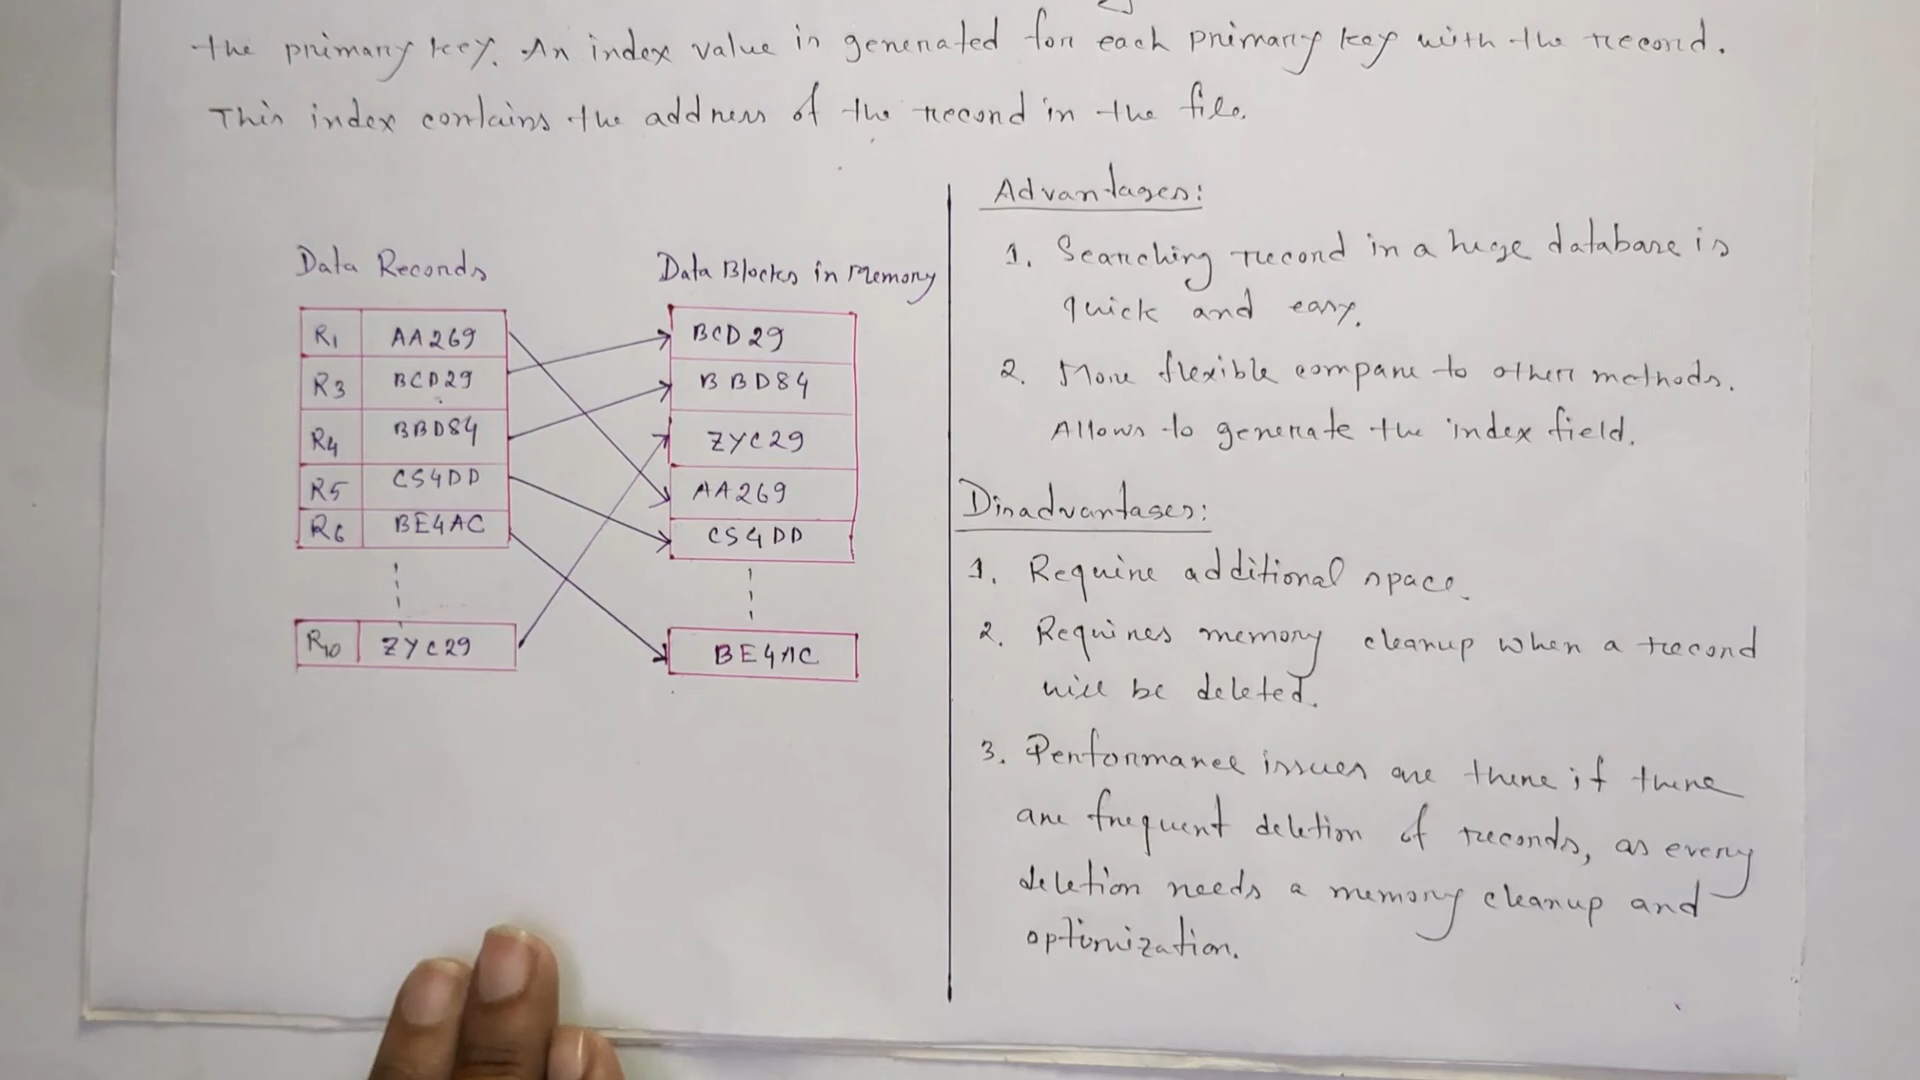 the primary key. An index value is generated for each primary key with the record.
This index contains the address of the record in the file.
Data Records
Data Blocks in Memory
R1 AA269
R3 BCD29
R4 BBD84
R5 CS4DD
R6 BE4AC
R10 ZYC29
BCD29
BBD84
ZYC29
AA269
CS4DD
BE4AC
Advantages:
1. Searching record in a huge database is
quick and easy.
2. More flexible compare to other methods.
Allows to generate the index field.
Disadvantages:
1. Require additional space.
2. Requires memory cleanup when a record
will be deleted.
3. Performance issues are there if there
are frequent deletion of records, as every
deletion needs a memory cleanup and
optimization.